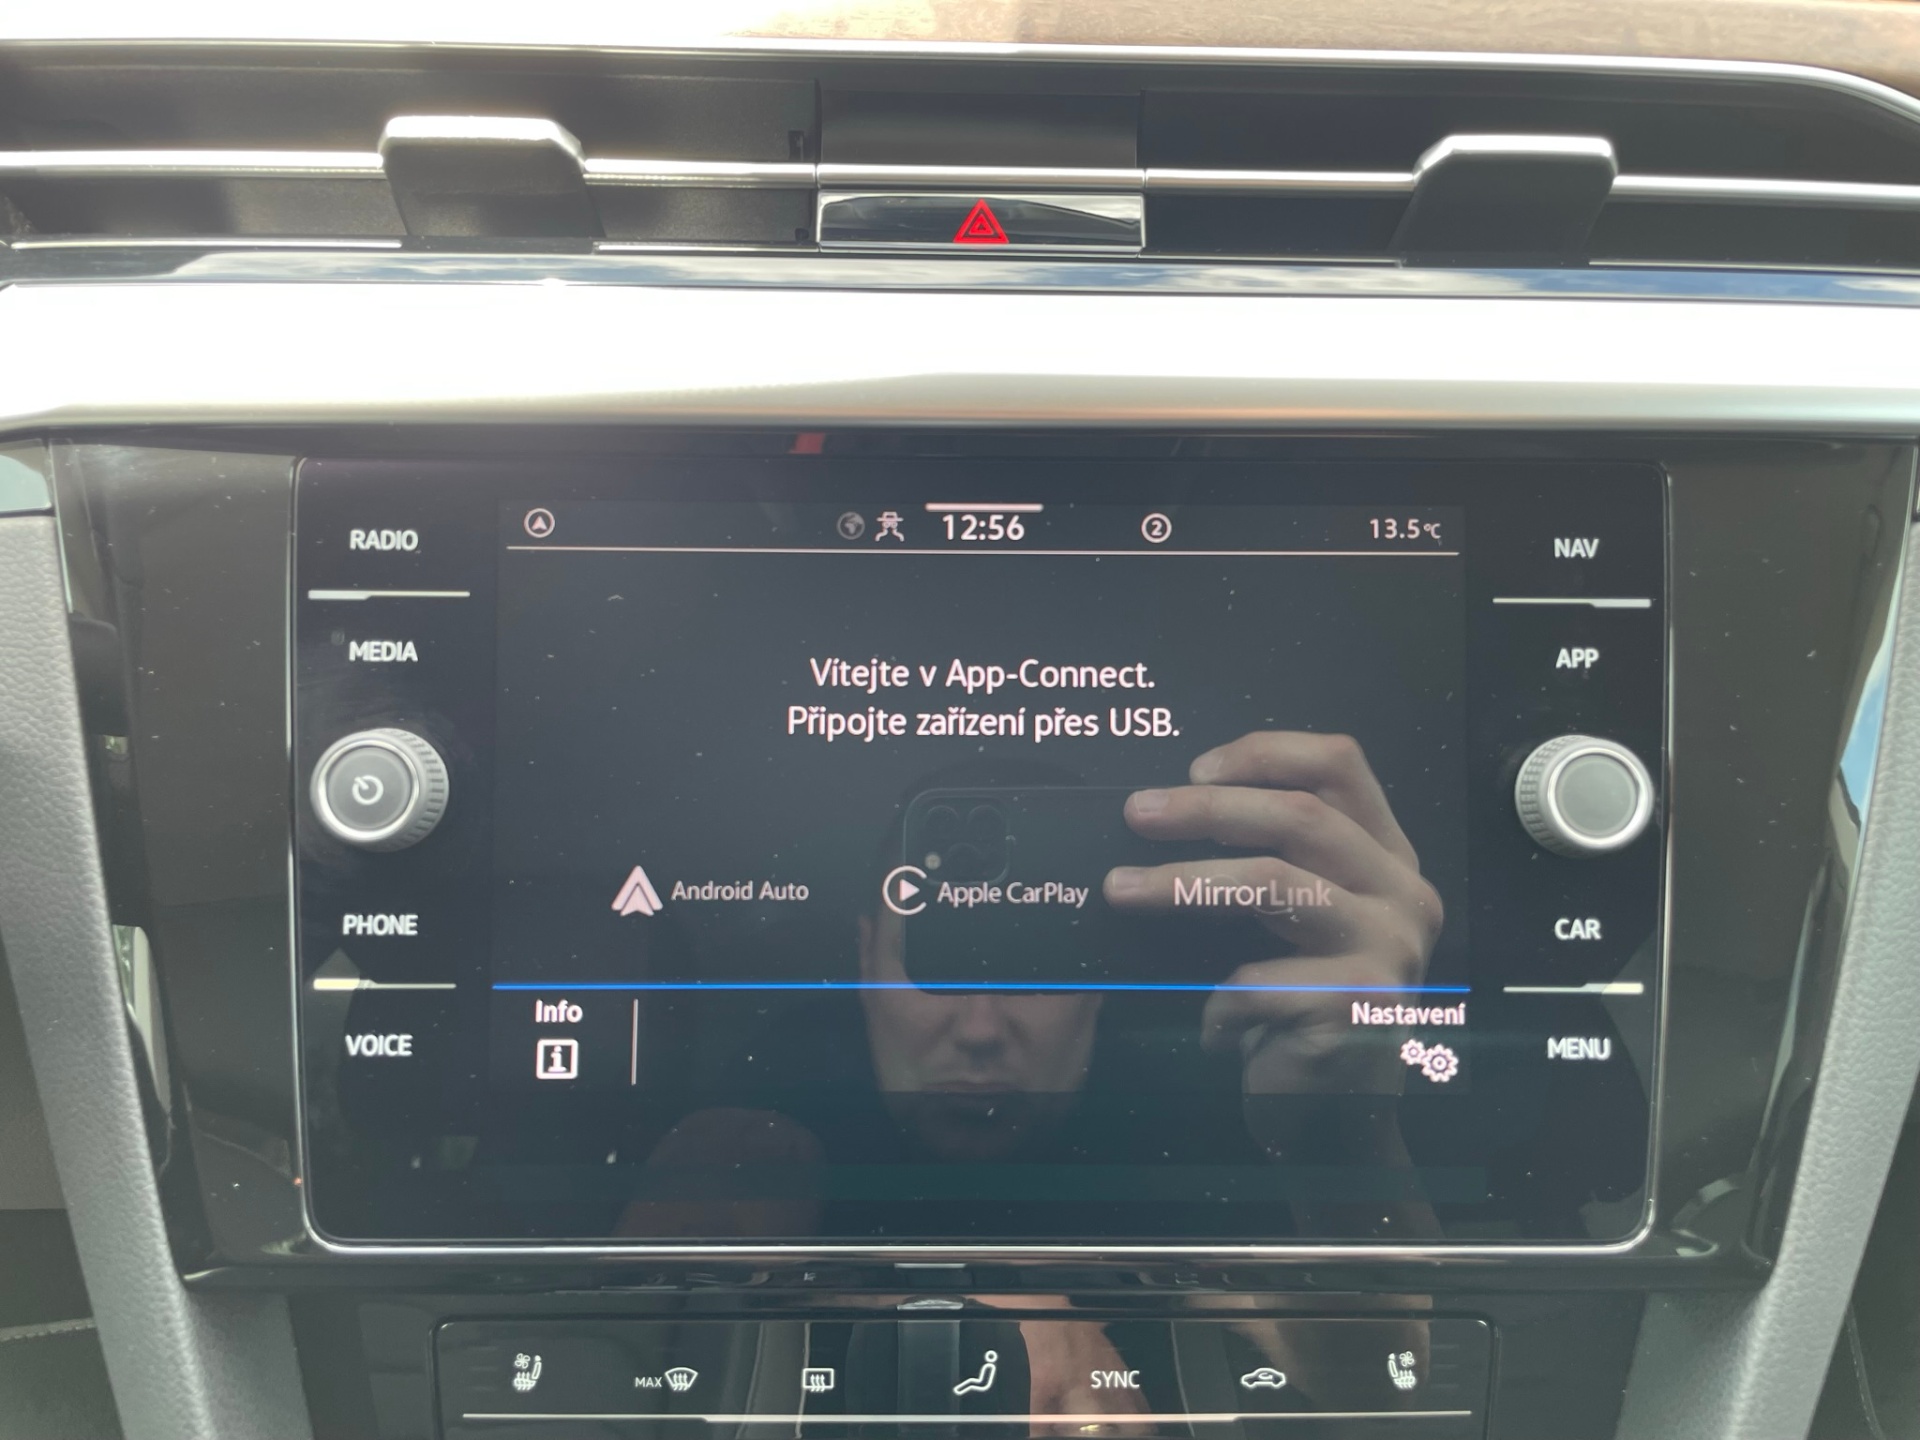 RADIO
MEDIA
PHONE
VOICE
12:56
2
13.5°C
Vítejte v App-Connect.
Připojte zařízení přes USB.
Android Auto
Apple CarPlay
MirrorLink
Info
i
Nastavení
NAV
APP
CAR
MENU
MAX
SYNC